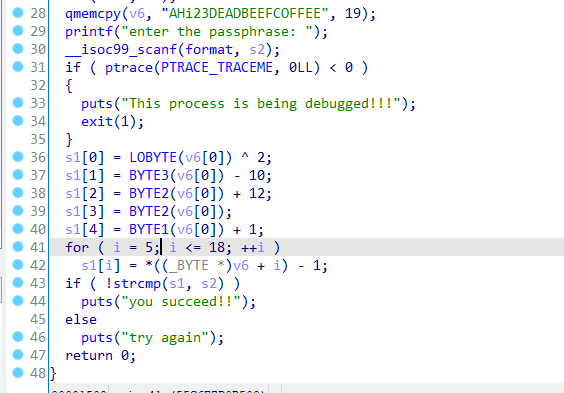 28 qmemcpy(v6, "AHi23DEADBEEFCOFFEE", 19);
29 printf("enter the passphrase: ");
30 __isoc99_scanf(format, s2);
31 if ( ptrace(PTRACE_TRACEME, 0LL) < 0 )
32 {
33 puts("This process is being debugged!!!");
34 exit(1);
35 }
36 s1[0] = LOBYTE(v6[0]) ^ 2;
37 s1[1] = BYTE3(v6[0]) - 10;
38 s1[2] = BYTE2(v6[0]) + 12;
39 s1[3] = BYTE2(v6[0]);
40 s1[4] = BYTE1(v6[0]) + 1;
41 for ( i = 5; i <= 18; ++i )
42 s1[i] = *((_BYTE *)v6 + i) - 1;
43 if ( !strcmp(s1, s2) )
44 puts("you succeed!!");
45 else
46 puts("try again");
47 return 0;
48 }